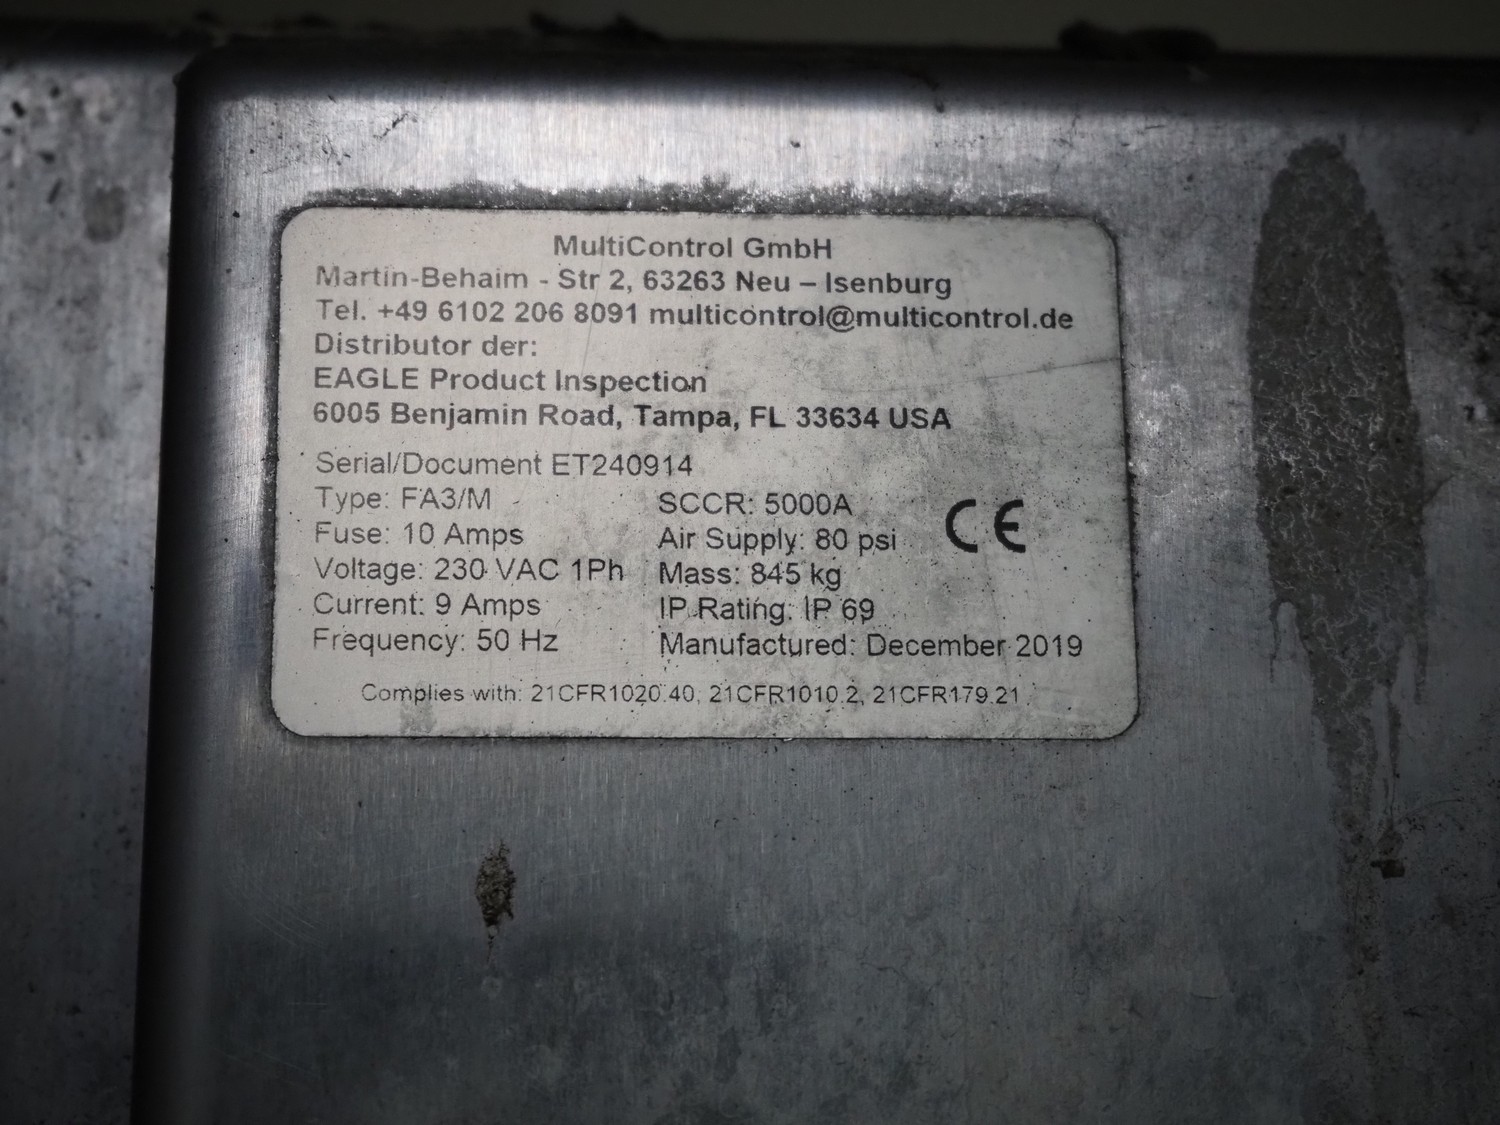 MultiControl GmbH
Martin-Behaim - Str 2, 63263 Neu – Isenburg
Tel. +49 6102 206 8091 multicontrol@multicontrol.de
Distributor der:
EAGLE Product Inspection
6005 Benjamin Road, Tampa, FL 33634 USA
Serial/Document ET240914
Type: FA3/M
Fuse: 10 Amps
Voltage: 230 VAC 1Ph
Current: 9 Amps
Frequency: 50 Hz
SCCR: 5000A
Air Supply: 80 psi
Mass: 845 kg
IP Rating: IP 69
Manufactured: December 2019
CE
Complies with: 21CFR1020.40, 21CFR1010.2, 21CFR179.21